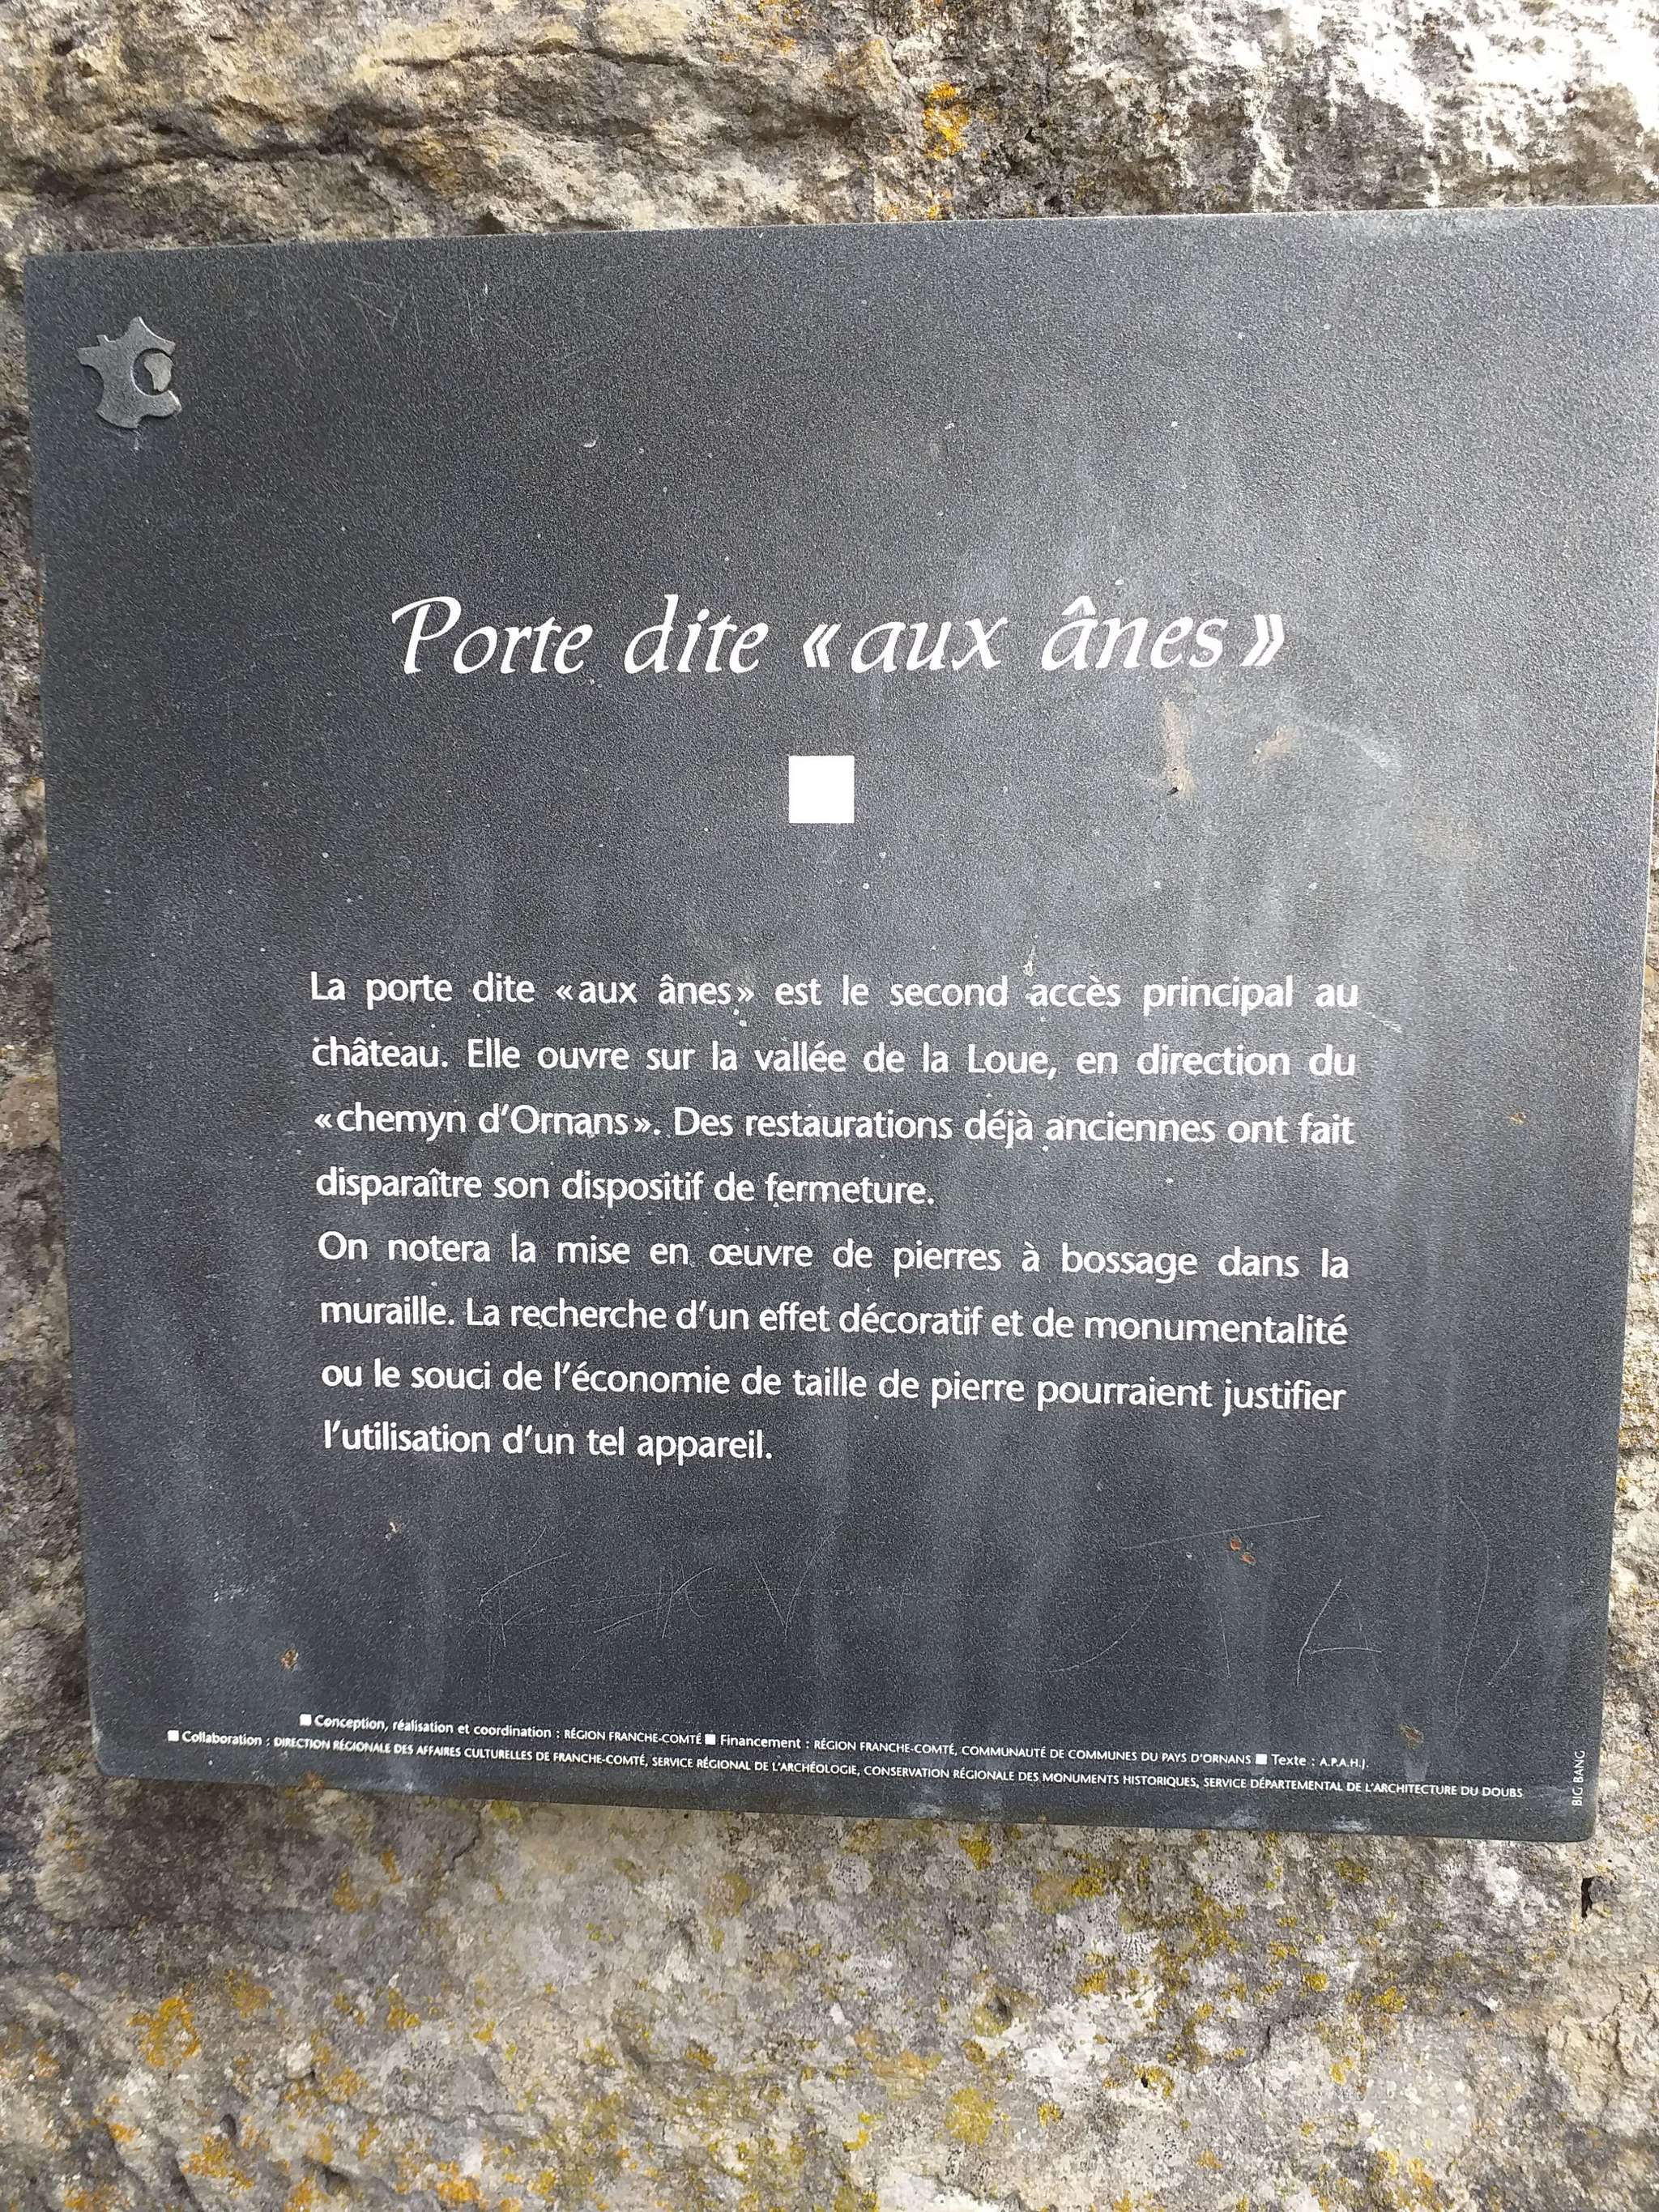 Porte dite «aux ânes»
La porte dite «aux ânes» est le second accès principal au
château. Elle ouvre sur la vallée de la Loue, en direction du
«chemyn d'Ornans». Des restaurations déjà anciennes ont fait
disparaître son dispositif de fermeture.
On notera la mise en œuvre de pierres à bossage dans la
muraille. La recherche d'un effet décoratif et de monumentalité
ou le souci de l'économie de taille de pierre pourraient justifier
l'utilisation d'un tel appareil.
■ Conception, réalisation et coordination : RÉGION FRANCHE-COMTÉ ■ Financement : RÉGION FRANCHE-COMTÉ, COMMUNAUTÉ DE COMMUNES DU PAYS D'ORNANS ■ Texte : A.P.A.H.J.
■ Collaboration : DIRECTION RÉGIONALE DES AFFAIRES CULTURELLES DE FRANCHE-COMTÉ, SERVICE RÉGIONAL DE L'ARCHÉOLOGIE, CONSERVATION RÉGIONALE DES MONUMENTS HISTORIQUES, SERVICE DÉPARTEMENTAL DE L'ARCHITECTURE DU DOUBS
BIG BANG